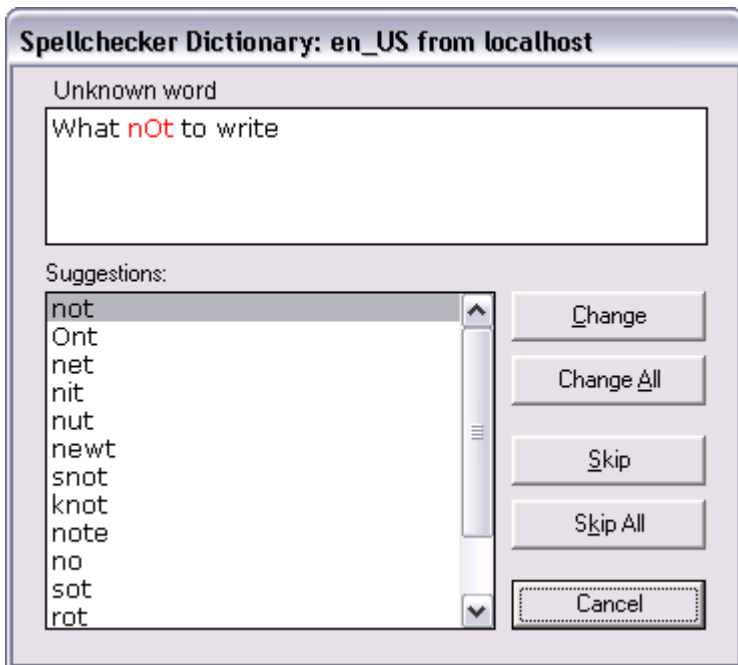 Spellchecker Dictionary: en_US from localhost
Unknown word
What nOt to write
Suggestions:
not
Ont
net
nit
nut
newt
snot
knot
note
no
sot
rot
Change
Change All
Skip
Skip All
Cancel